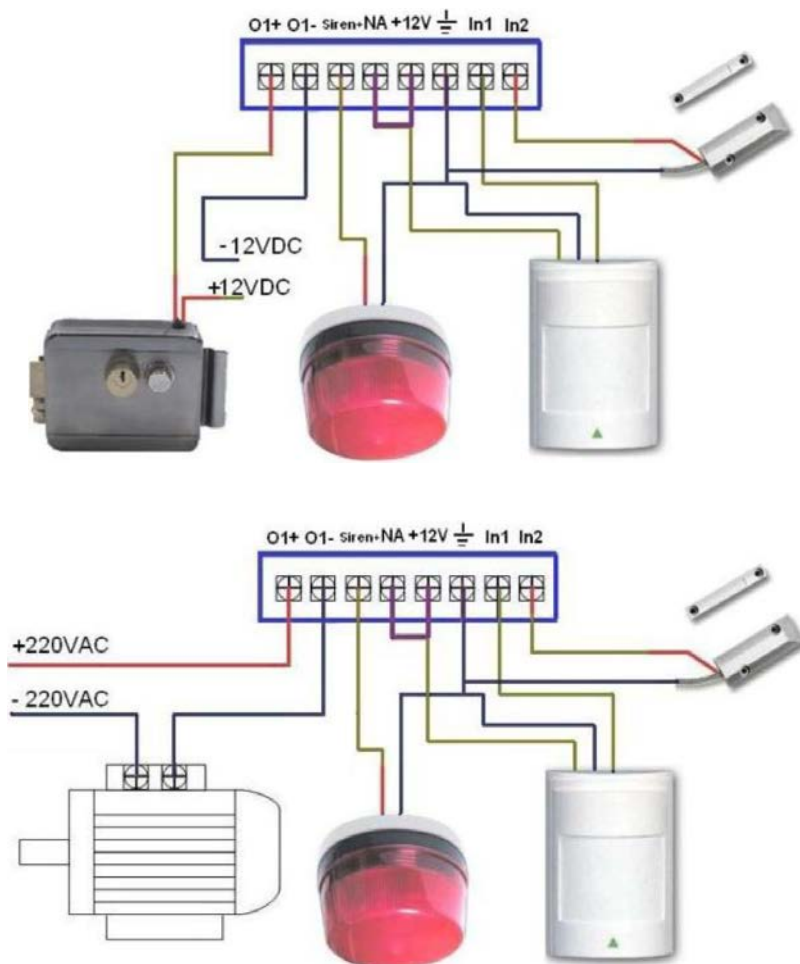 O1+ O1- Siren+ NA +12V In1 In2
-12VDC
+12VDC
O1+ O1- Siren+ NA +12V In1 In2
+220VAC
- 220VAC